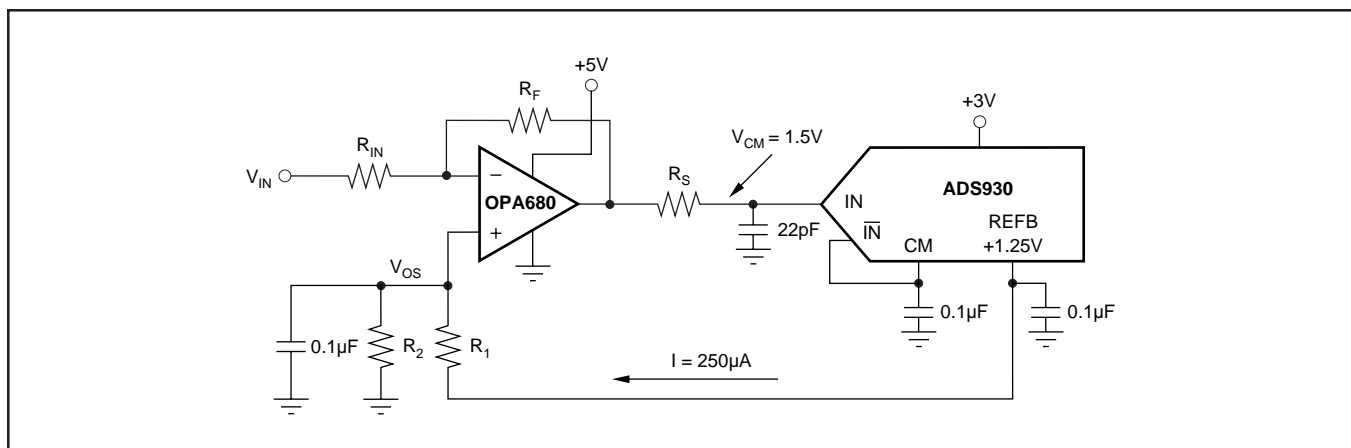 +5V
R_F
+3V
R_IN
V_CM = 1.5V
V_IN
−
OPA680
+
R_S
ADS930
IN
I̅N̅
22pF
REFB
+1.25V
CM
V_OS
0.1µF
R_2
R_1
0.1µF
0.1µF
I = 250µA